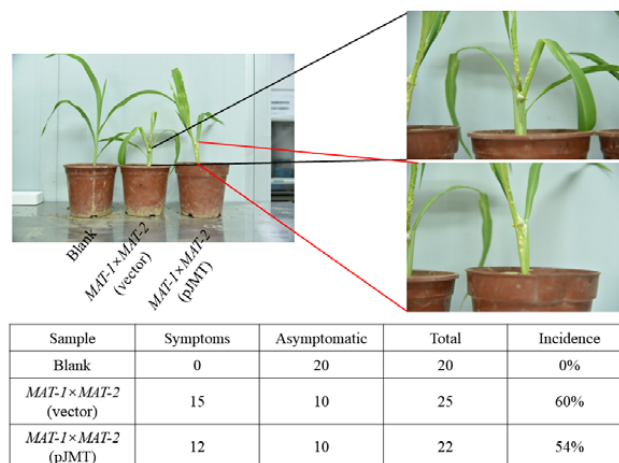 Blank
MAT-1×MAT-2
(vector)
MAT-1×MAT-2
(pJMT)
Sample Symptoms Asymptomatic Total Incidence
Blank 0 20 20 0%
MAT-1×MAT-2
(vector) 15 10 25 60%
MAT-1×MAT-2
(pJMT) 12 10 22 54%